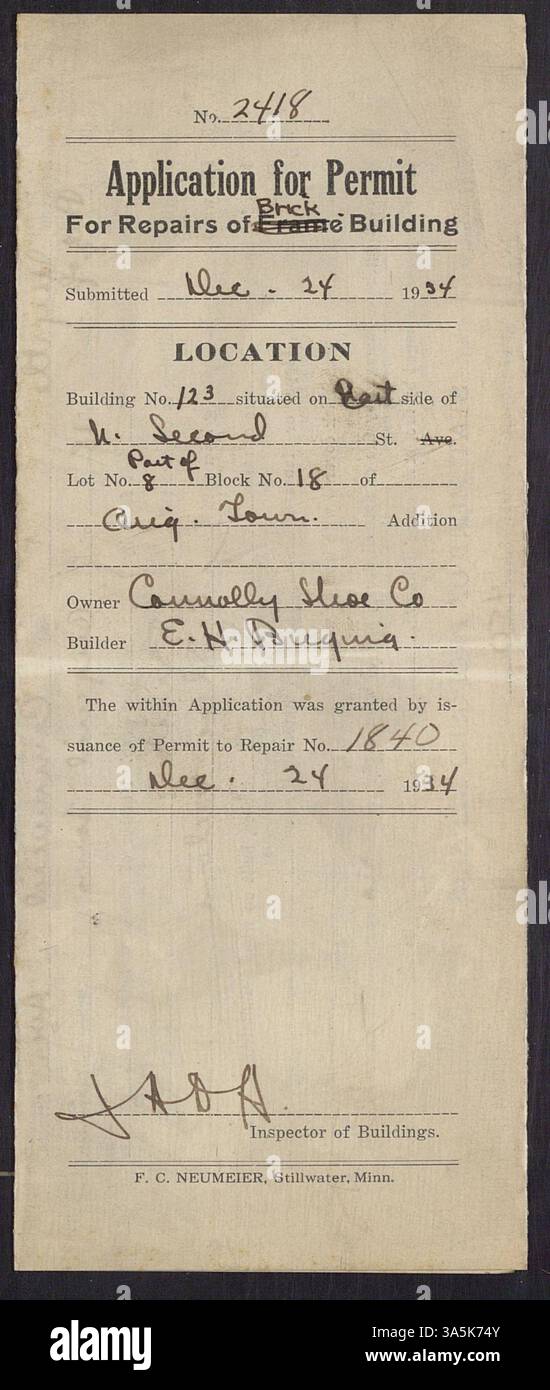 No. 2418
Application for Permit
Brick
For Repairs of Frame Building
Submitted Dec. 24 1934
LOCATION
Building No. 123 situated on East side of
N. Second St. Ave.
Part of
Lot No. 8 Block No. 18 of
Orig. Town. Addition
Owner Connolly Shoe Co
Builder E. H.
The within Application was granted by is-
suance of Permit to Repair No. 1840
Dec. 24 1934
Inspector of Buildings.
F. C. NEUMEIER, Stillwater, Minn.
alamy
Image ID: 3A5K74Y
www.alamy.com